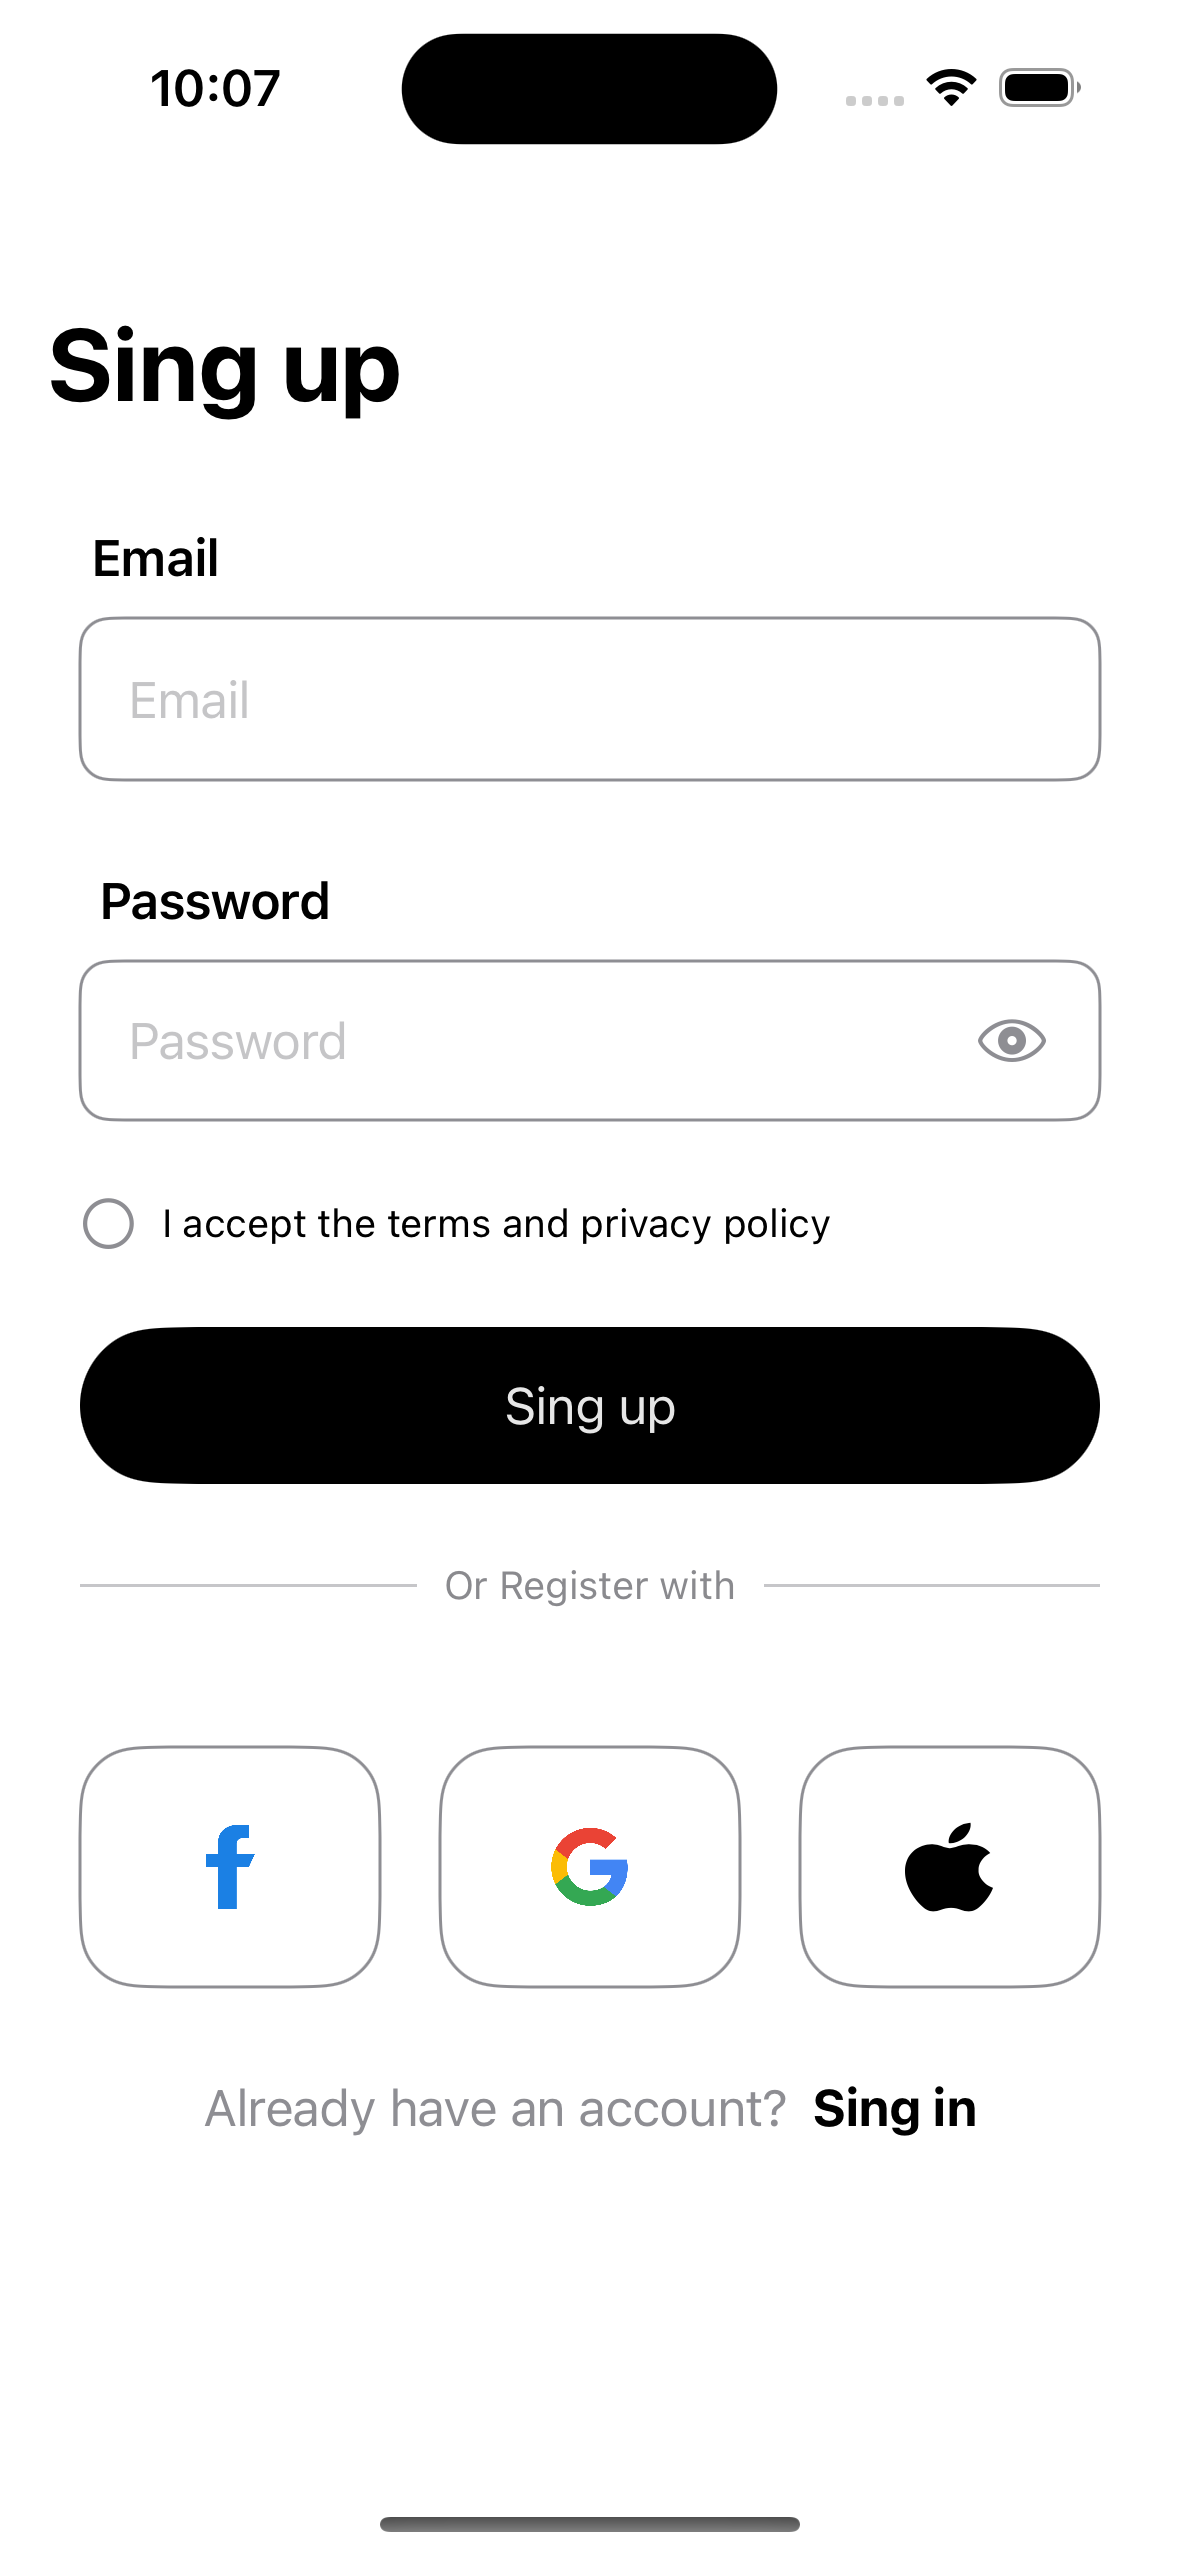 10:07
Sing up
Email
Email
Password
Password
I accept the terms and privacy policy
Sing up
Or Register with
Already have an account? Sing in